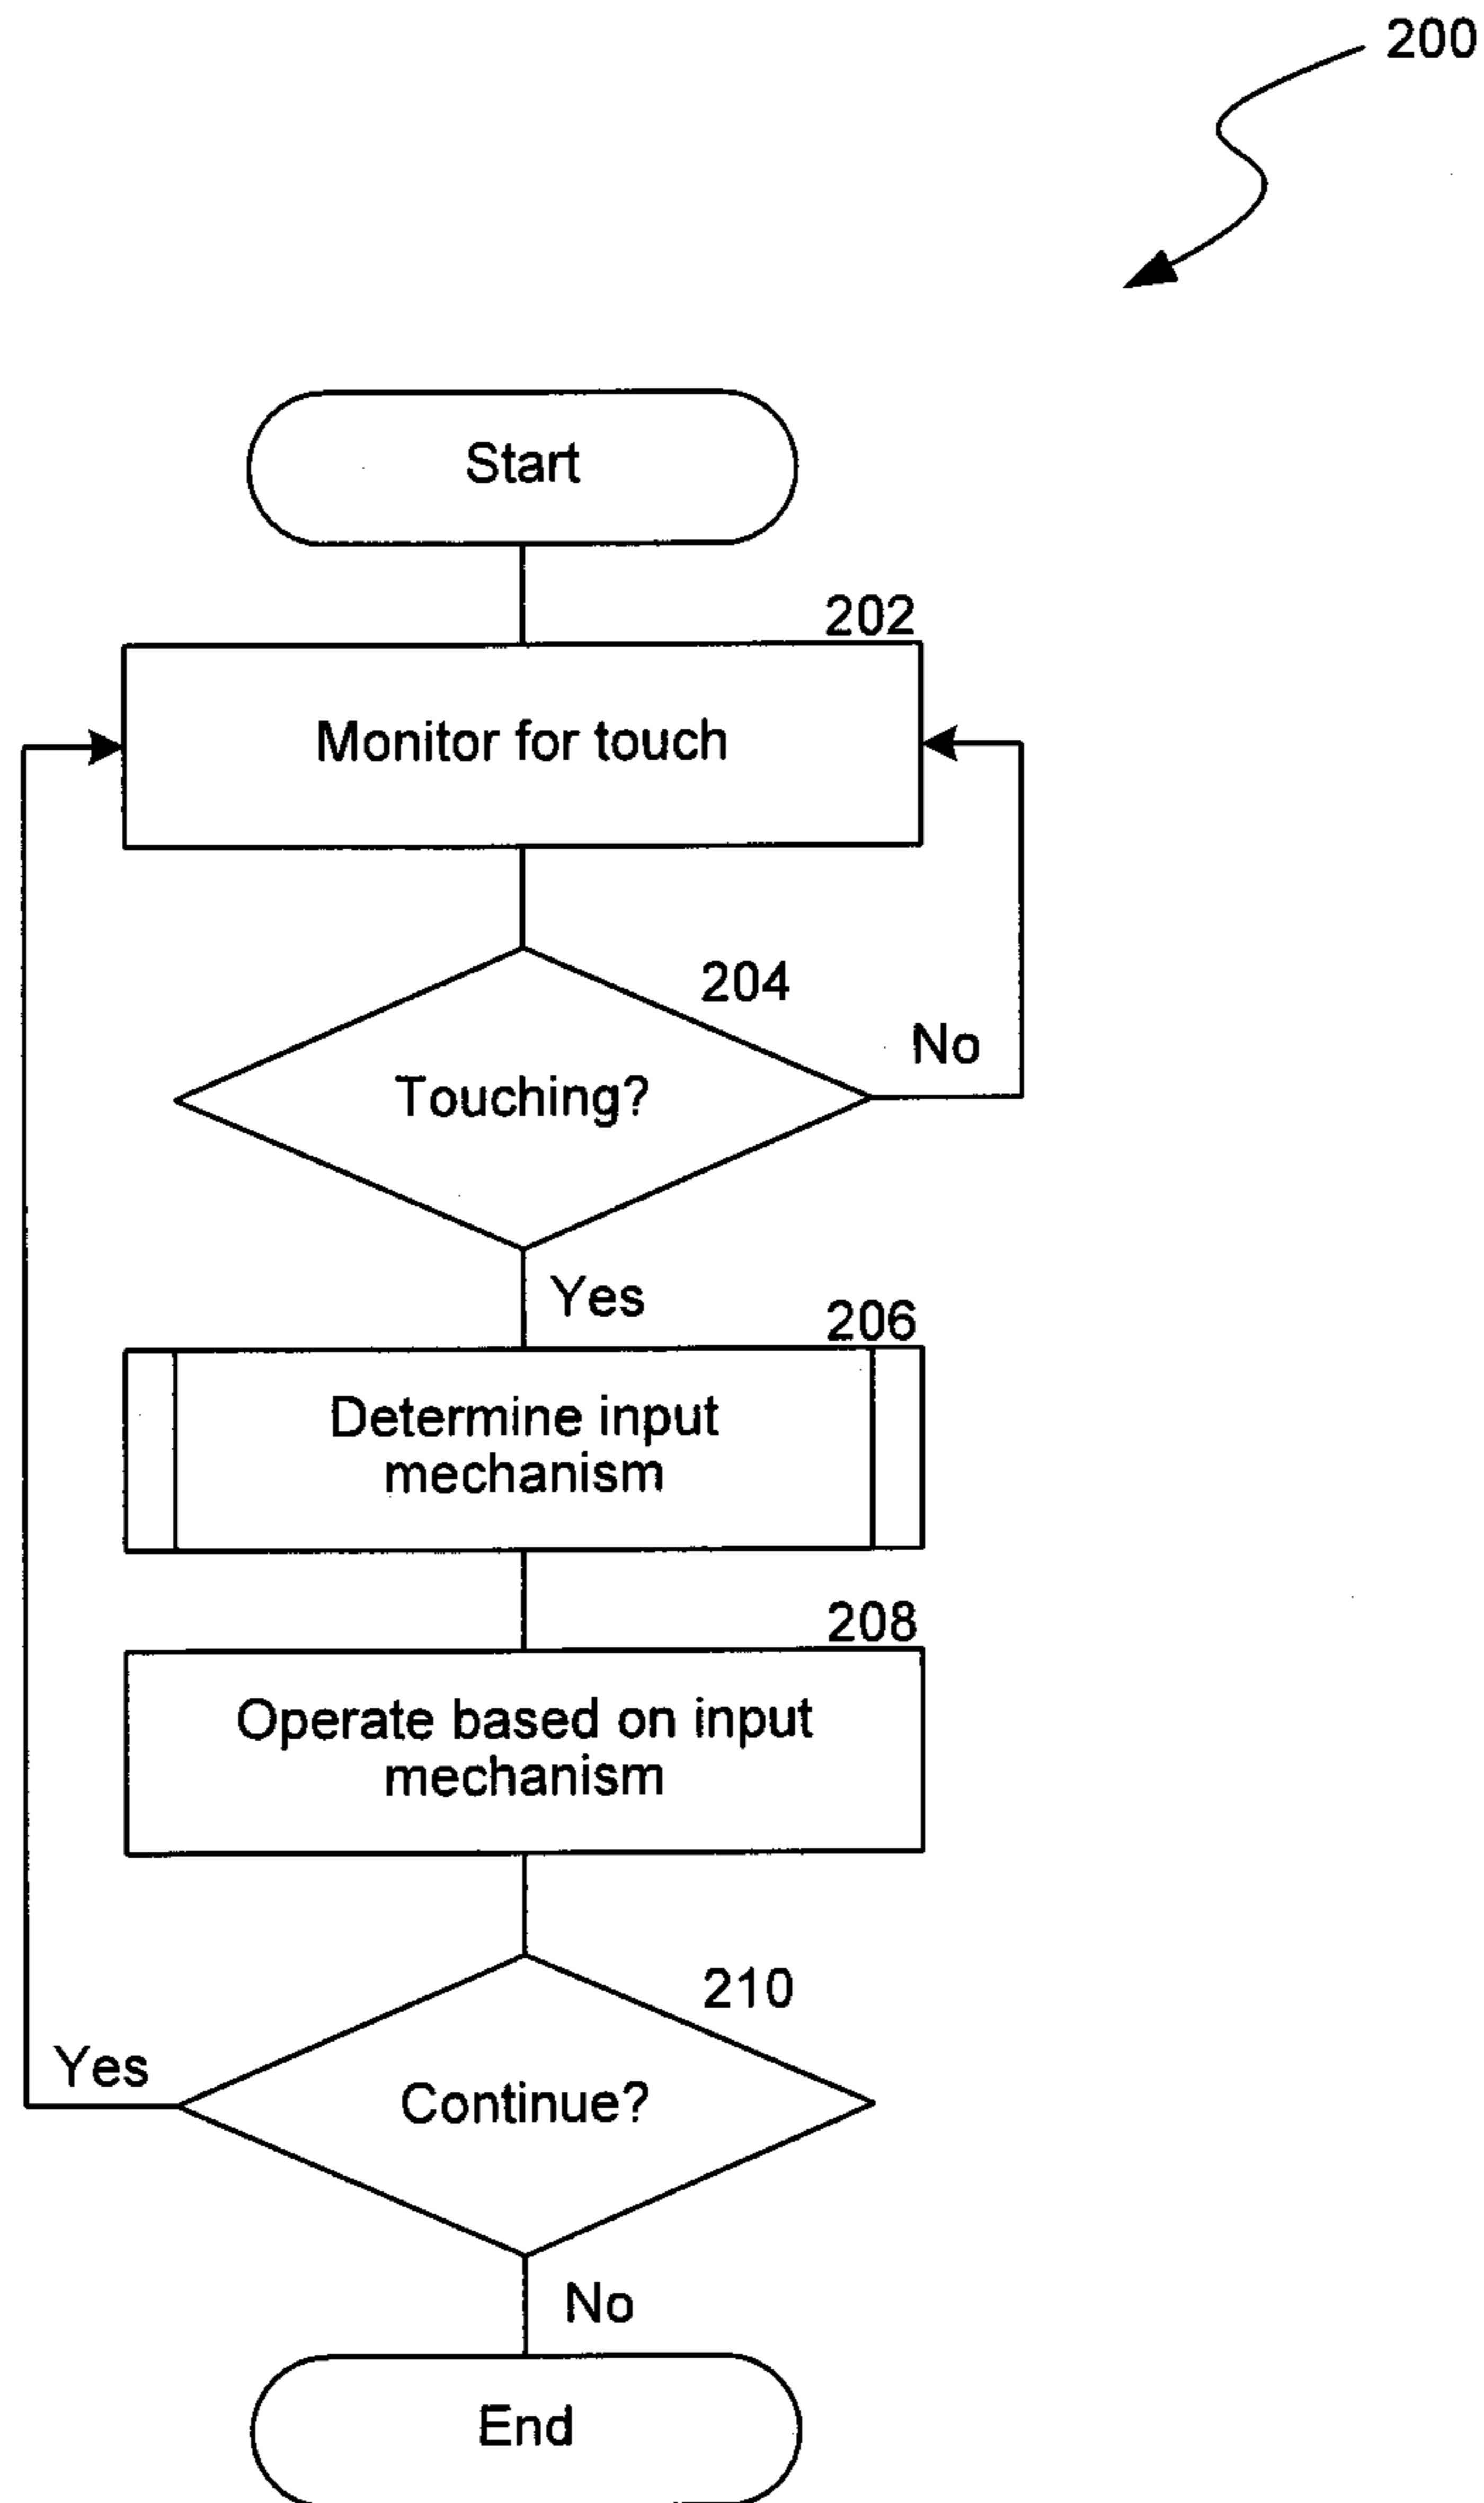 200
Start
202
Monitor for touch
204
No
Touching?
Yes
206
Determine input
mechanism
208
Operate based on input
mechanism
210
Yes
Continue?
No
End